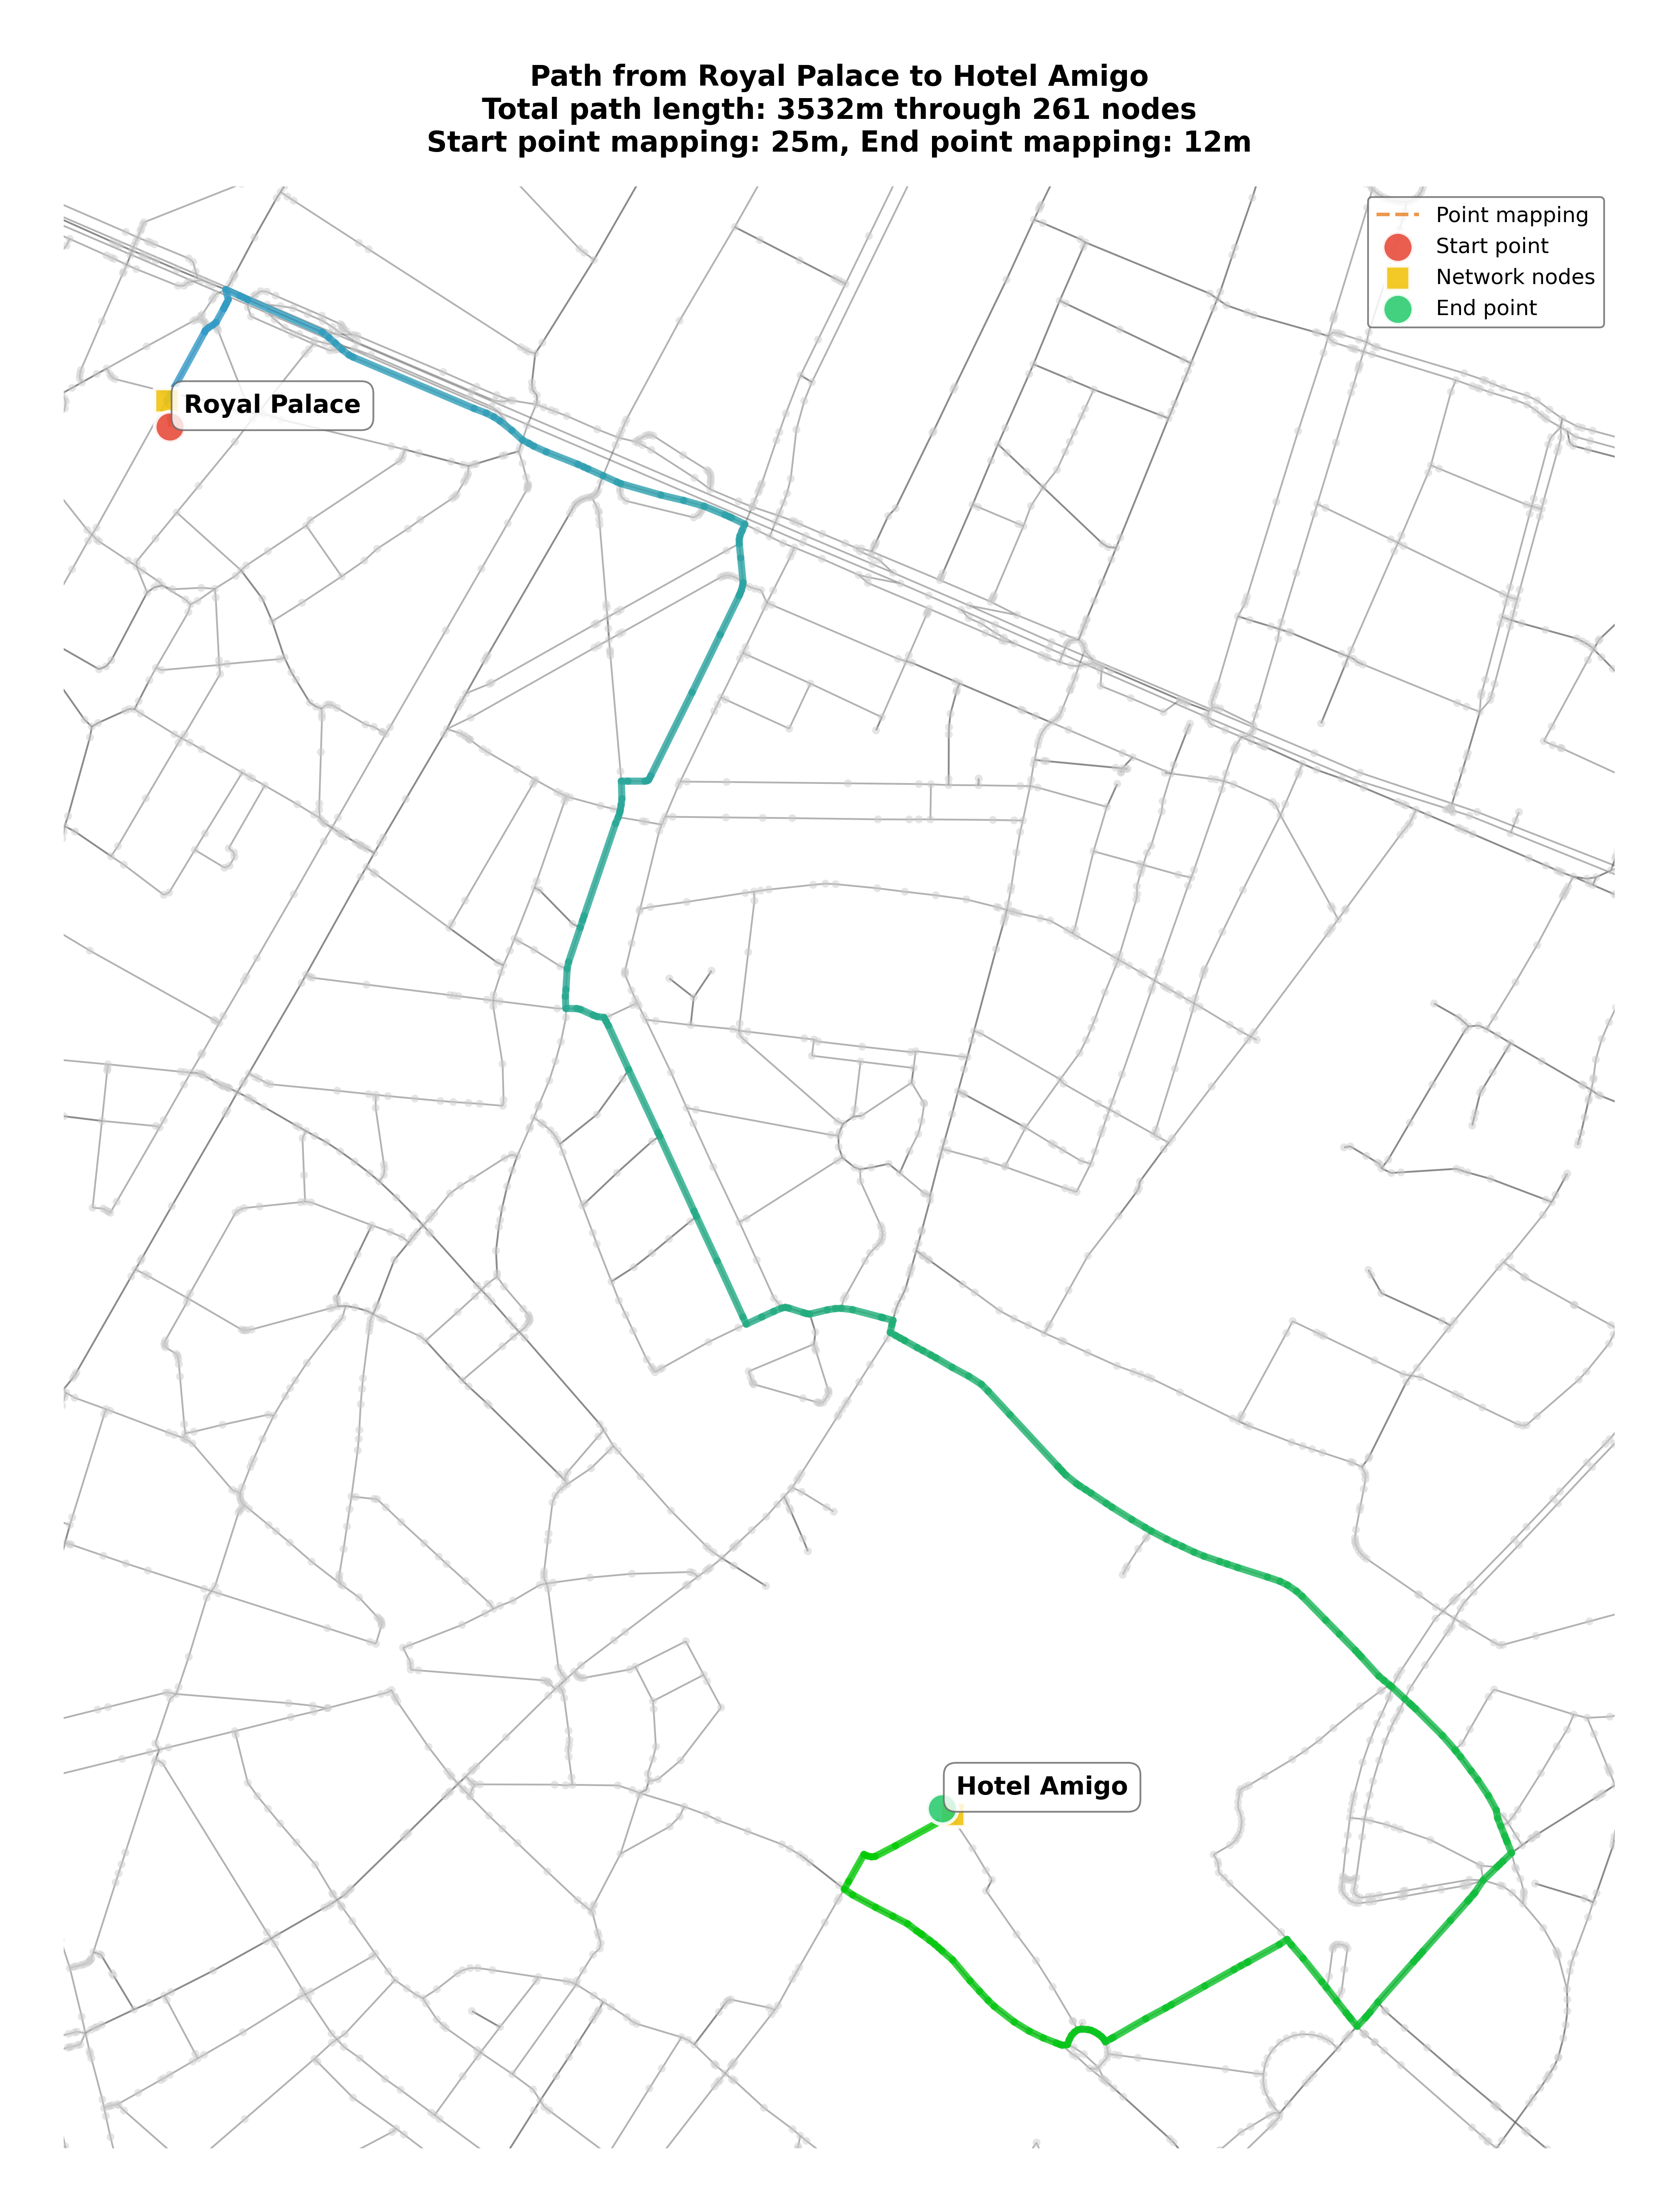 Path from Royal Palace to Hotel Amigo
Total path length: 3532m through 261 nodes
Start point mapping: 25m, End point mapping: 12m
Point mapping
Start point
Network nodes
End point
Royal Palace
Hotel Amigo